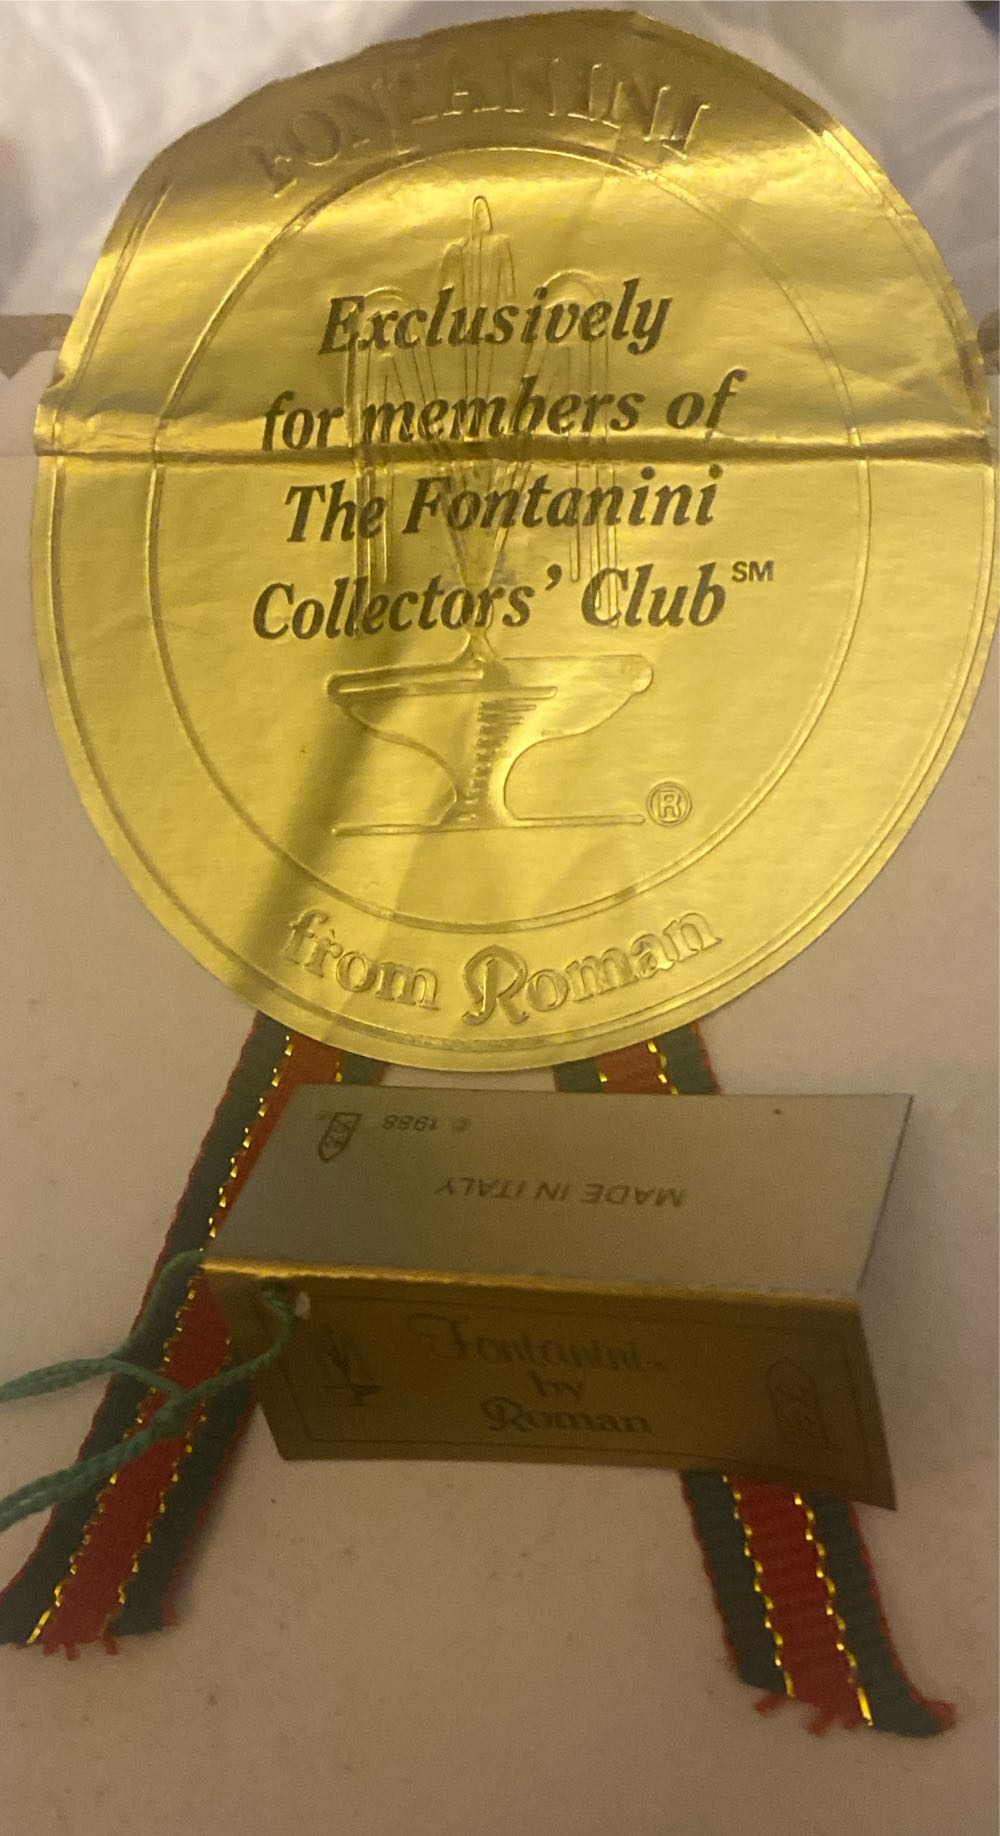 FONTANINI
Exclusively
for members of
The Fontanini
Collectors' Club℠
®
from Roman
© 1988
MADE IN ITALY
Fontanini®
by
Roman